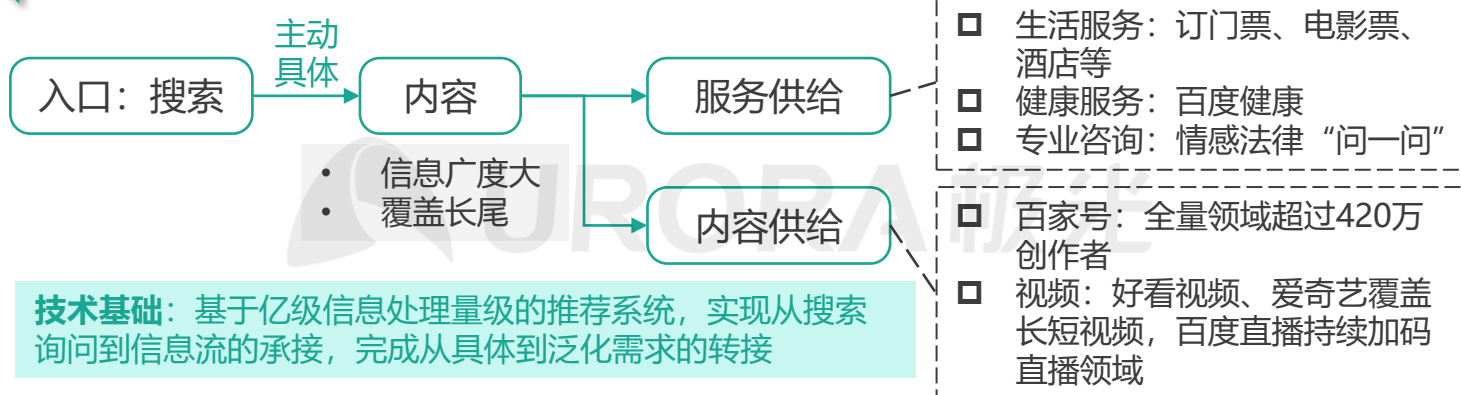 入口：搜索
主动
具体
内容
信息广度大
覆盖长尾
服务供给
内容供给
生活服务：订门票、电影票、
酒店等
健康服务：百度健康
专业咨询：情感法律“问一问”
百家号：全量领域超过420万
创作者
视频：好看视频、爱奇艺覆盖
长短视频，百度直播持续加码
直播领域
技术基础：基于亿级信息处理量级的推荐系统，实现从搜索
询问到信息流的承接，完成从具体到泛化需求的转接
URORA 极光